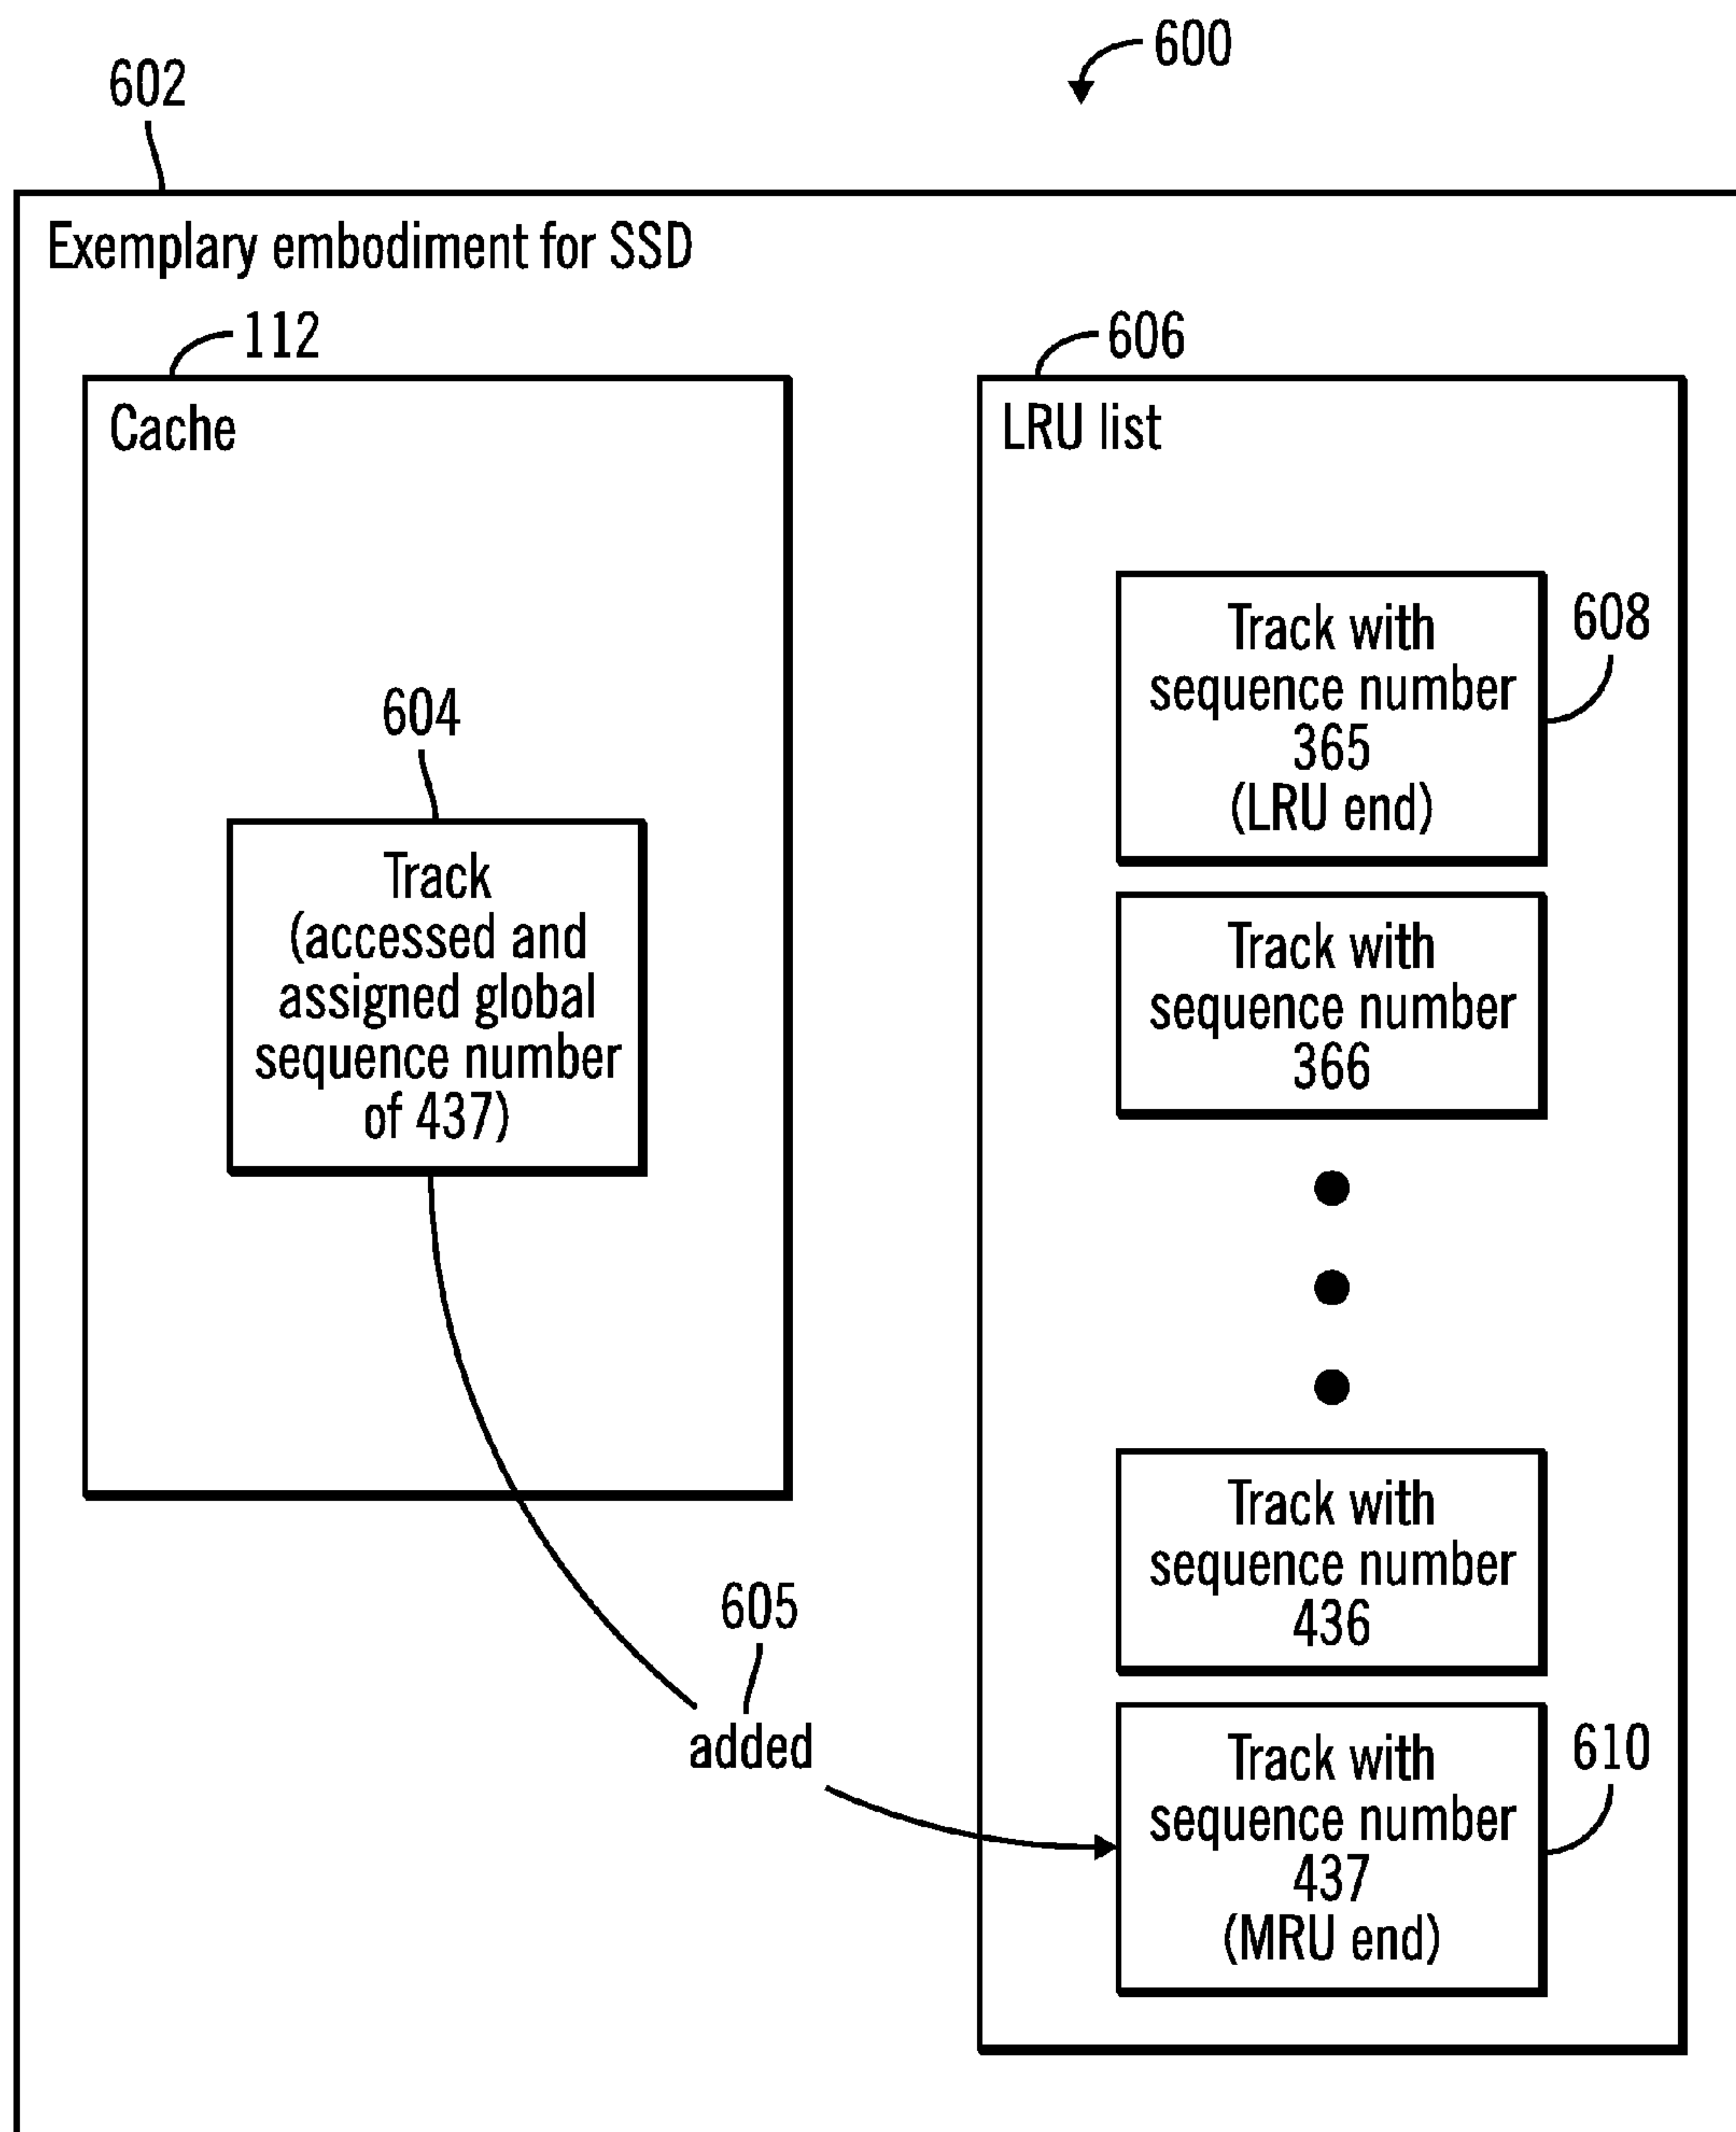 600
602
Exemplary embodiment for SSD
112
Cache
604
Track
(accessed and
assigned global
sequence number
of 437)
605
added
606
LRU list
608
Track with
sequence number
365
(LRU end)
Track with
sequence number
366
Track with
sequence number
436
610
Track with
sequence number
437
(MRU end)